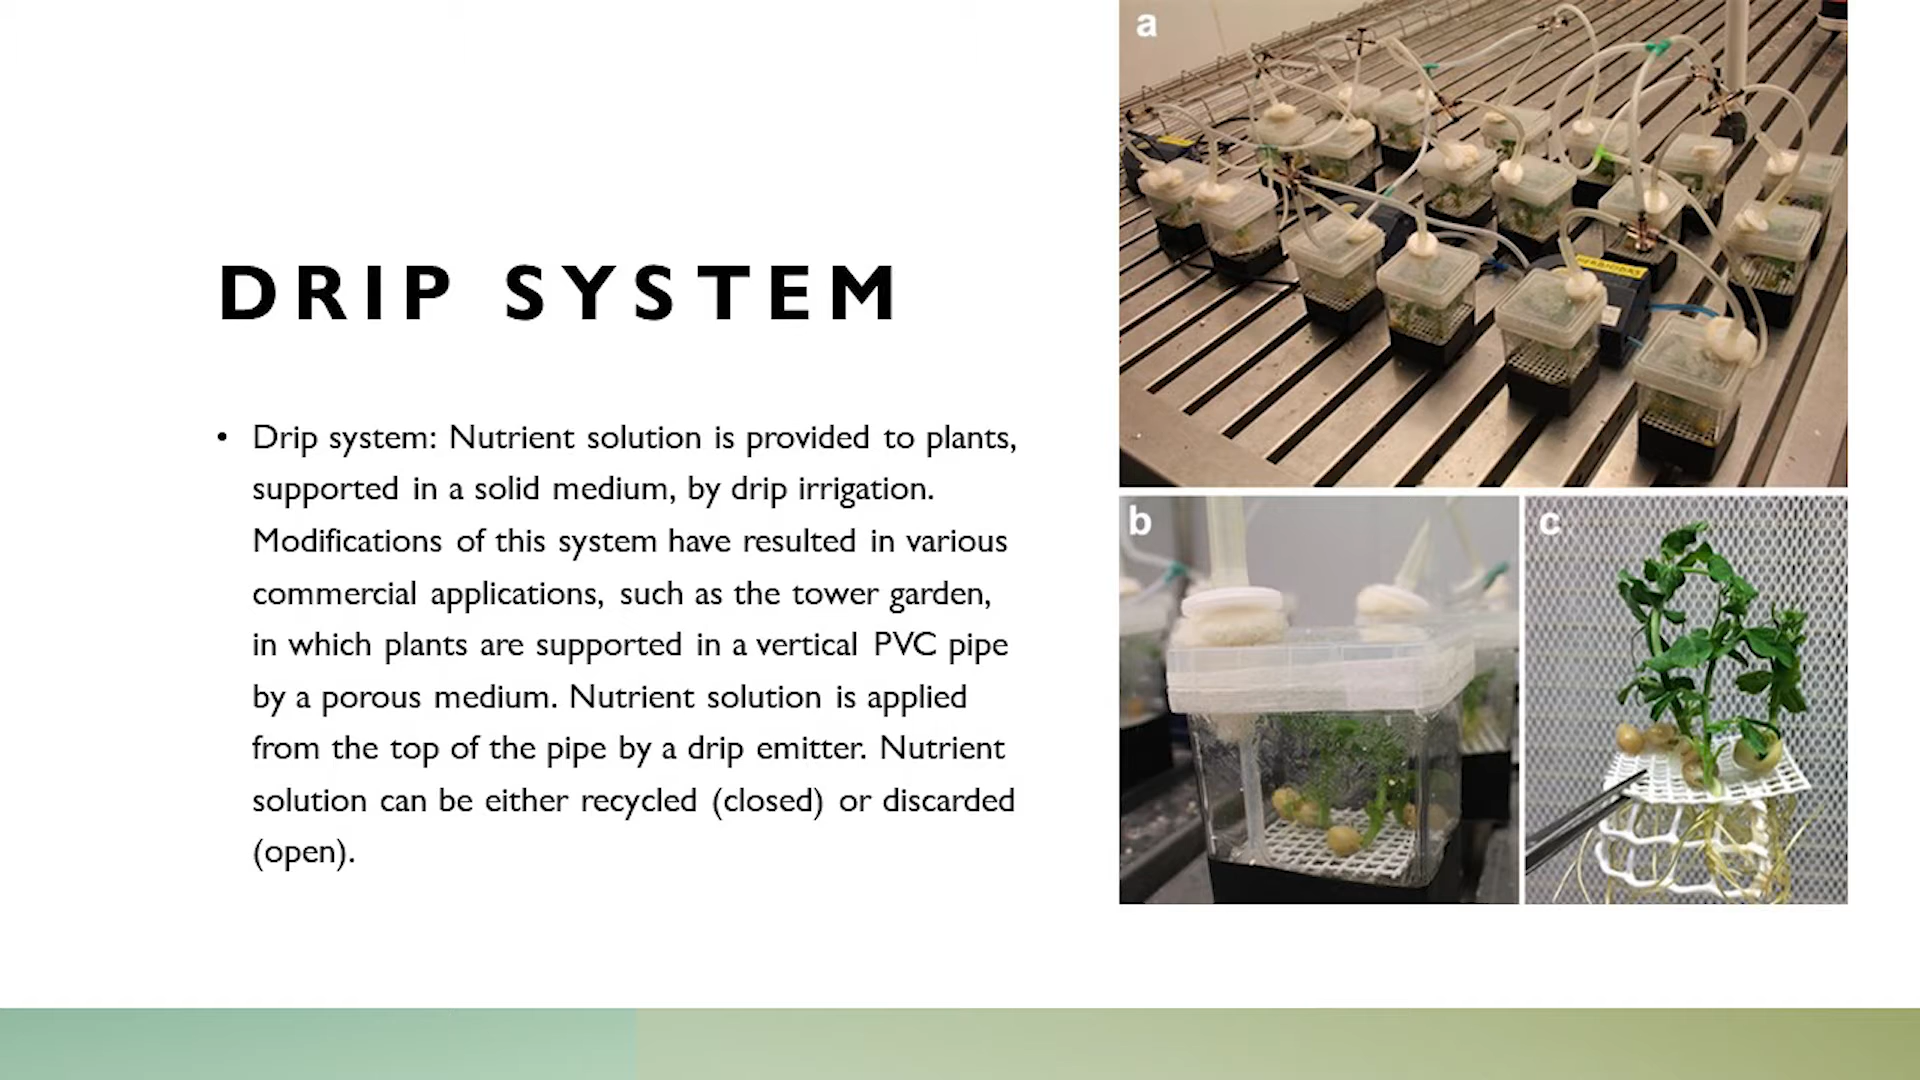 DRIP SYSTEM
• Drip system: Nutrient solution is provided to plants,
supported in a solid medium, by drip irrigation.
Modifications of this system have resulted in various
commercial applications, such as the tower garden,
in which plants are supported in a vertical PVC pipe
by a porous medium. Nutrient solution is applied
from the top of the pipe by a drip emitter. Nutrient
solution can be either recycled (closed) or discarded
(open).
a
b
c